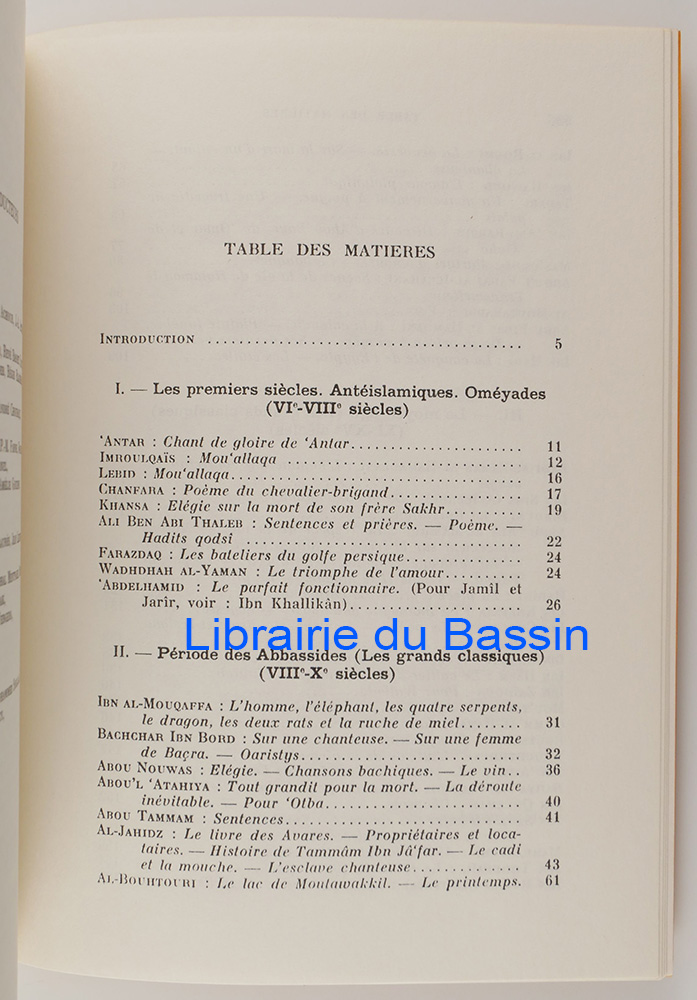 TABLE DES MATIERES
INTRODUCTION ........................................ 5
I. — Les premiers siècles. Antéislamiques. Oméyades
(VIe-VIIIe siècles)
'ANTAR : Chant de gloire de 'Antar..................... 11
IMROULQAÏS : Mou'allaqa ............................ 12
LEBID : Mou'allaqa................................... 16
CHANFARA : Poème du chevalier-brigand................ 17
KHANSA : Elégie sur la mort de son frère Sakhr......... 19
ALI BEN ABI THALEB : Sentences et prières. — Poème. —
Hadits qodsi ................................... 22
FARAZDAQ : Les bateliers du golfe persique............. 24
WADHDHAH AL-YAMAN : Le triomphe de l'amour.......... 24
'ABDELHAMID : Le parfait fonctionnaire. (Pour Jamîl et
Jarîr, voir : Ibn Khallikàn)...................... 26
Librairie du Bassin
II. — Période des Abbassides (Les grands classiques)
(VIIIe-Xe siècles)
IBN AL-MOUQAFFA : L'homme, l'éléphant, les quatre serpents,
le dragon, les deux rats et la ruche de miel........ 31
BACHCHAR IBN BORD : Sur une chanteuse. — Sur une femme
de Baçra. — Oaristys 32
ABOU NOUWAS : Elégie. — Chansons bachiques. — Le vin.. 36
ABOU'L 'ATAHIYA : Tout grandit pour la mort. — La déroute
inévitable. — Pour 'Otba........................ 40
ABOU TAMMAM : Sentences............................. 41
AL-JAHIDZ : Le livre des Avares. — Propriétaires et loca-
taires. — Histoire de Tammâm Ibn Jâ'far. — Le cadi
et la mouche. — L'esclave chanteuse.............. 43
AL-BOUHTOURI : Le lac de Moutawakkil. — Le printemps. 61